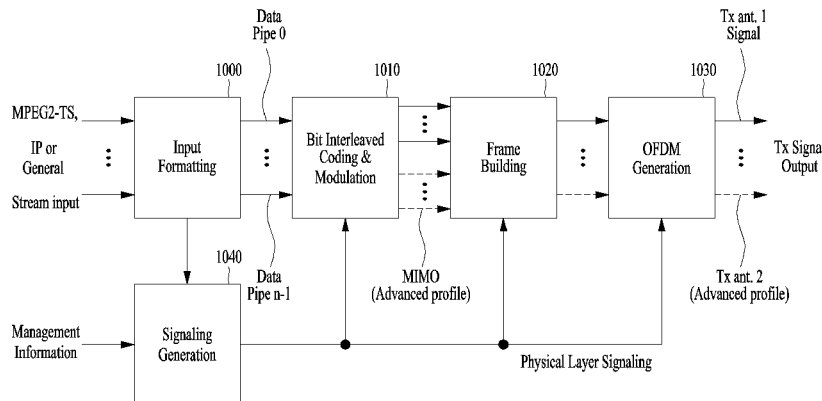 Data
Pipe 0
Tx ant. 1
Signal
1000
1010
1020
1030
MPEG2-TS,
IP or
General
Stream input
Input
Formatting
Bit Interleaved
Coding &
Modulation
Frame
Building
OFDM
Generation
Tx Signa
Output
1040
Data
Pipe n-1
MIMO
(Advanced profile)
Tx ant. 2
(Advanced profile)
Management
Information
Signaling
Generation
Physical Layer Signaling